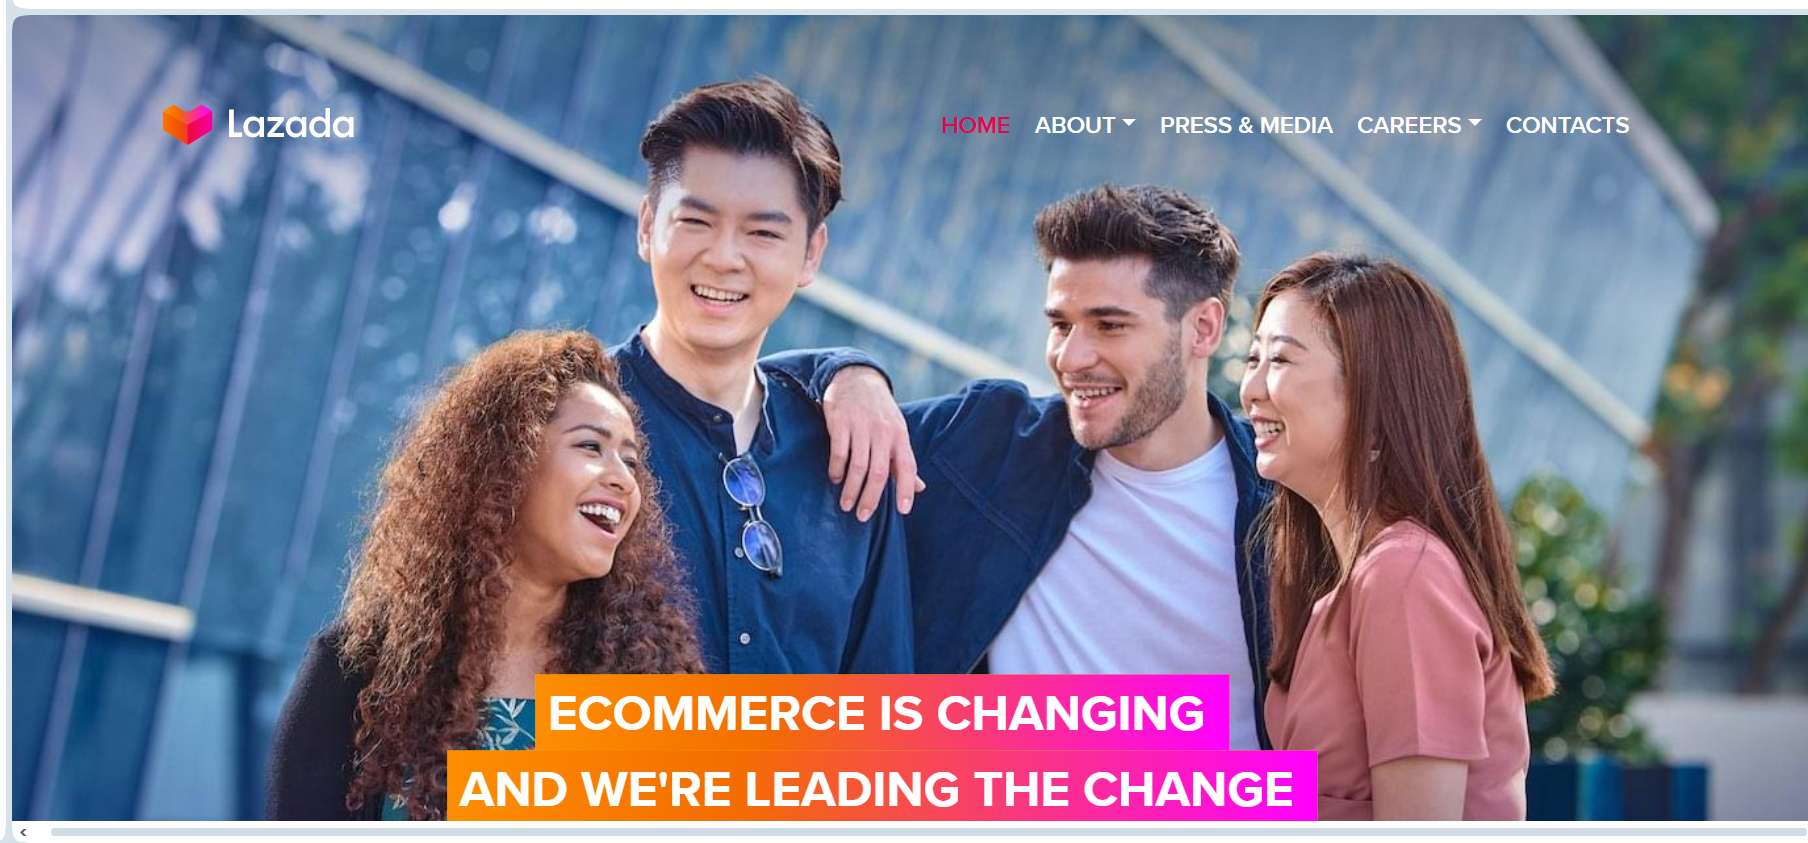 Lazada
HOME ABOUT PRESS & MEDIA CAREERS CONTACTS
ECOMMERCE IS CHANGING
AND WE'RE LEADING THE CHANGE